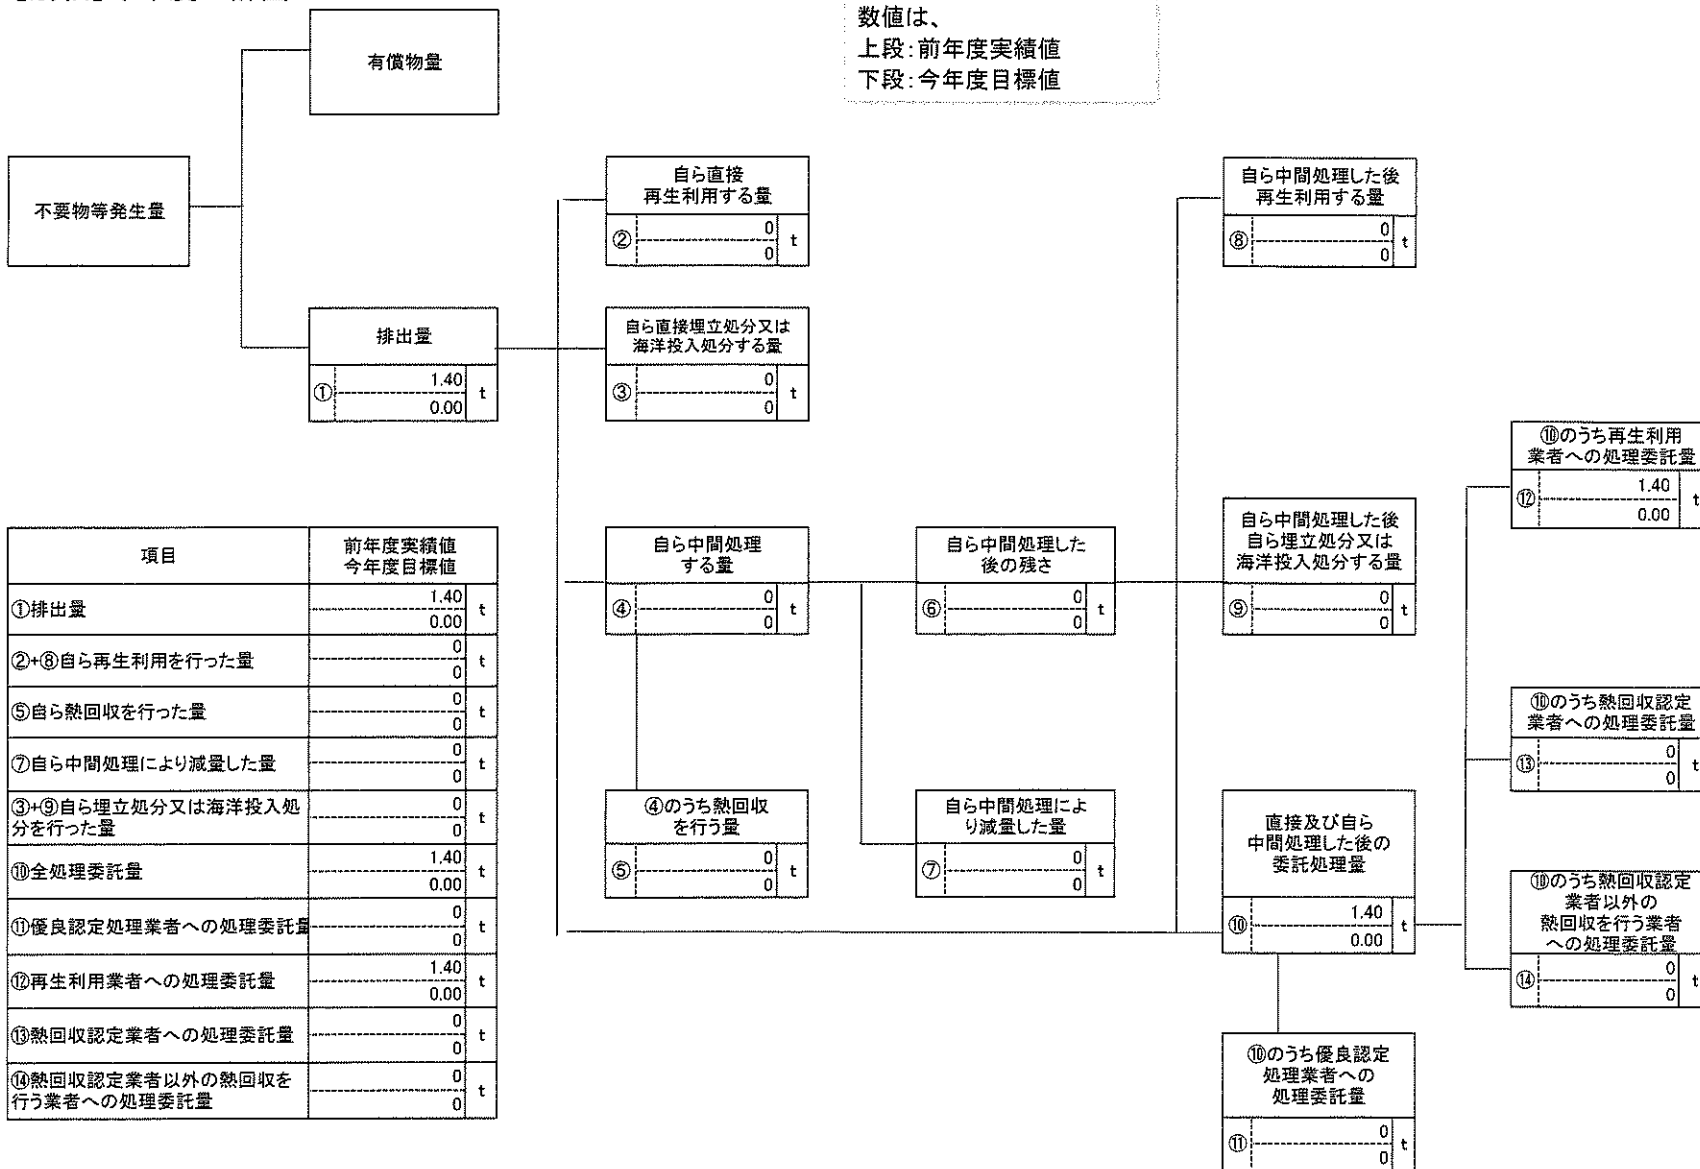 数値は、
上段：前年度実績値
下段：今年度目標値
有償物量
不要物等発生量
排出量
①
1.40
0.00
t
自ら直接
再生利用する量
②
0
0
t
自ら直接埋立処分又は
海洋投入処分する量
③
0
0
t
自ら中間処理
する量
④
0
0
t
④のうち熱回収
を行う量
⑤
0
0
t
自ら中間処理した
後の残さ
⑥
0
0
t
自ら中間処理によ
り減量した量
⑦
0
0
t
自ら中間処理した後
再生利用する量
⑧
0
0
t
自ら中間処理した後
自ら埋立処分又は
海洋投入処分する量
⑨
0
0
t
直接及び自ら
中間処理した後の
委託処理量
⑩
1.40
0.00
t
⑩のうち優良認定
処理業者への
処理委託量
⑪
0
0
t
⑩のうち再生利用
業者への処理委託量
⑫
1.40
0.00
t
⑩のうち熱回収認定
業者への処理委託量
⑬
0
0
t
⑩のうち熱回収認定
業者以外の
熱回収を行う業者
への処理委託量
⑭
0
0
t
項目
前年度実績値
今年度目標値
①排出量
1.40
0.00
t
②+⑧自ら再生利用を行った量
0
0
t
⑤自ら熱回収を行った量
0
0
t
⑦自ら中間処理により減量した量
0
0
t
③+⑨自ら埋立処分又は海洋投入処
分を行った量
0
0
t
⑩全処理委託量
1.40
0.00
t
⑪優良認定処理業者への処理委託量
0
0
t
⑫再生利用業者への処理委託量
1.40
0.00
t
⑬熱回収認定業者への処理委託量
0
0
t
⑭熱回収認定業者以外の熱回収を
行う業者への処理委託量
0
0
t